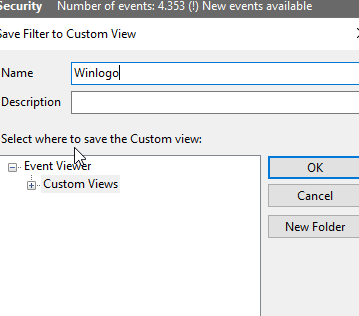 Security Number of events: 4.353 (!) New events available
Save Filter to Custom View
Name Winlogo
Description
Select where to save the Custom view:
Event Viewer
Custom Views
OK
Cancel
New Folder